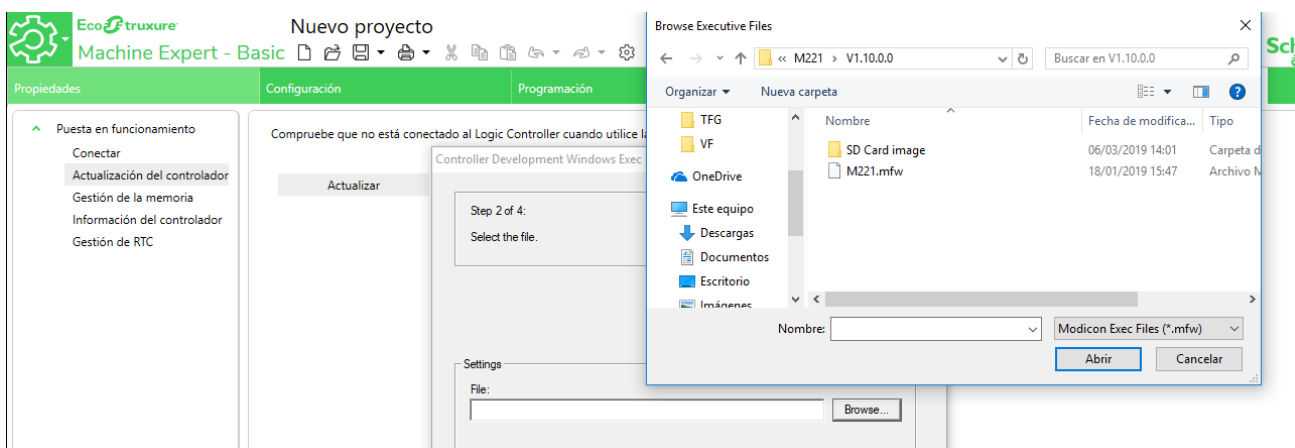 EcoStruxure
Nuevo proyecto
Machine Expert - Basic
Propiedades
Configuración
Programación
Puesta en funcionamiento
Conectar
Actualización del controlador
Gestión de la memoria
Información del controlador
Gestión de RTC
Compruebe que no está conectado al Logic Controller cuando utilice
Actualizar
Controller Development Windows Exec
Step 2 of 4:
Select the file.
Settings
File:
Browse...
Browse Executive Files
« M221 › V1.10.0.0
Buscar en V1.10.0.0
Organizar
Nueva carpeta
TFG
VF
OneDrive
Este equipo
Descargas
Documentos
Escritorio
Imágenes
Nombre
Fecha de modifica...
Tipo
SD Card image
06/03/2019 14:01
Carpeta d
M221.mfw
18/01/2019 15:47
Archivo
Nombre:
Modicon Exec Files (*.mfw)
Abrir
Cancelar